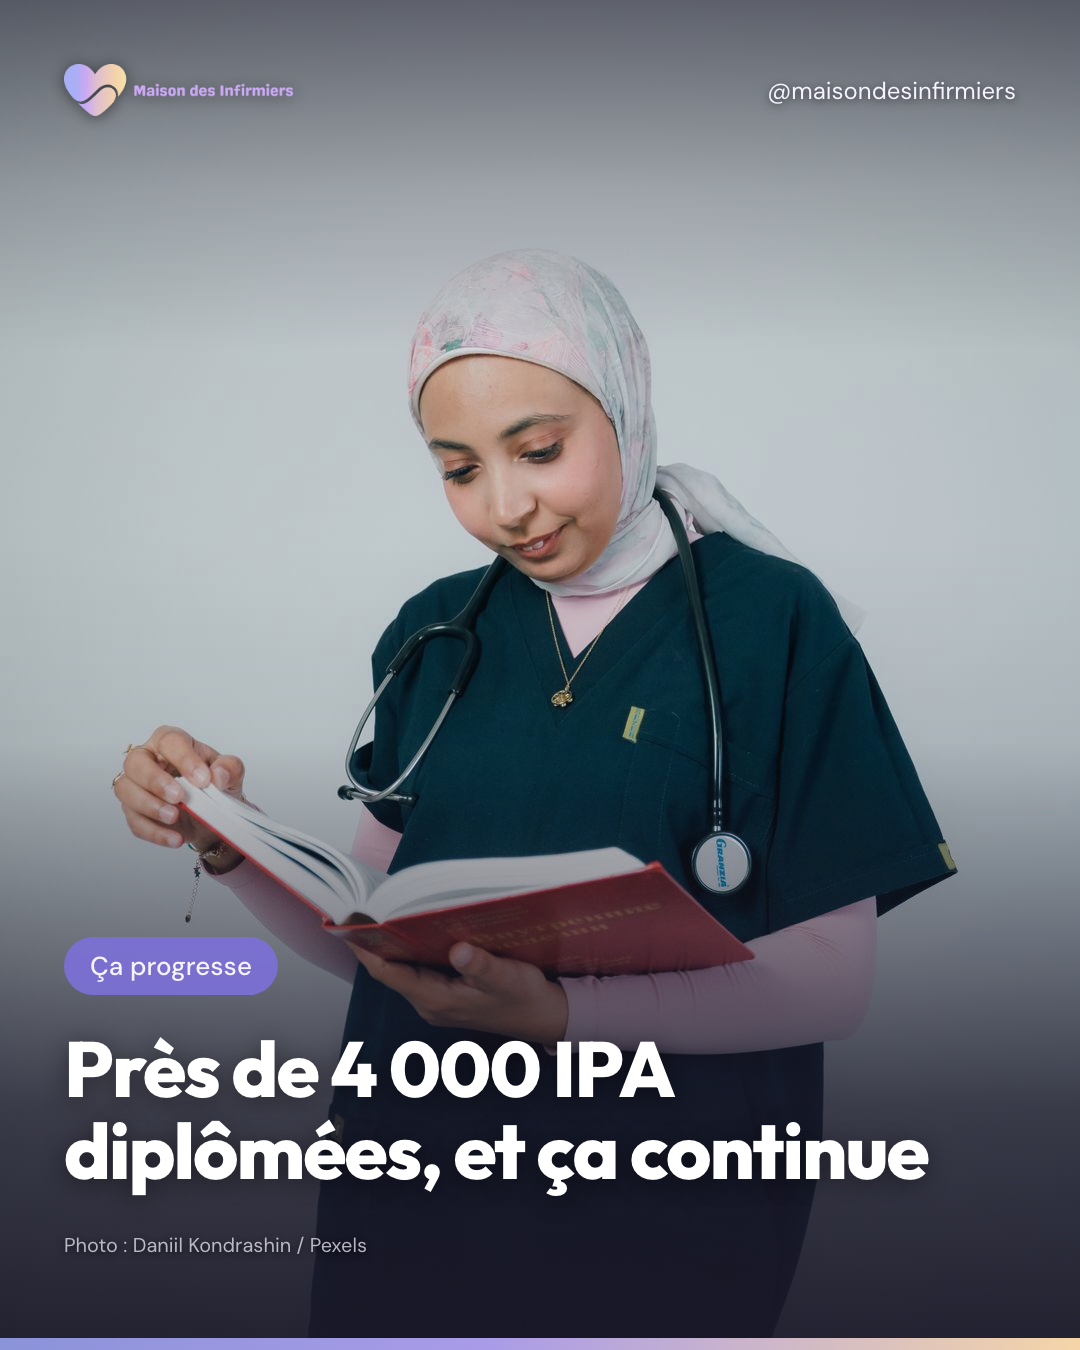 Maison des Infirmiers
@maisondesinfirmiers
GRANZIA
Ça progresse
Près de 4 000 IPA
diplômées, et ça continue
Photo : Daniil Kondrashin / Pexels